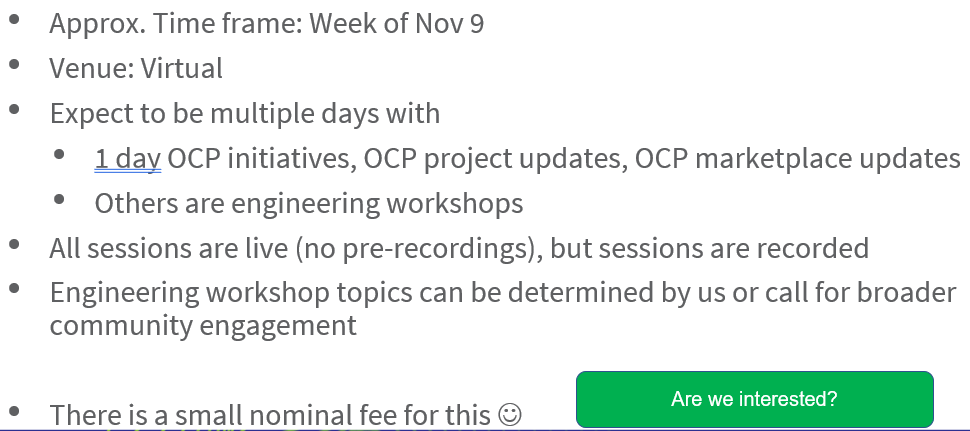 • Approx. Time frame: Week of Nov 9
• Venue: Virtual
• Expect to be multiple days with
• 1 day OCP initiatives, OCP project updates, OCP marketplace updates
• Others are engineering workshops
• All sessions are live (no pre-recordings), but sessions are recorded
• Engineering workshop topics can be determined by us or call for broader
community engagement
• There is a small nominal fee for this ☺
Are we interested?